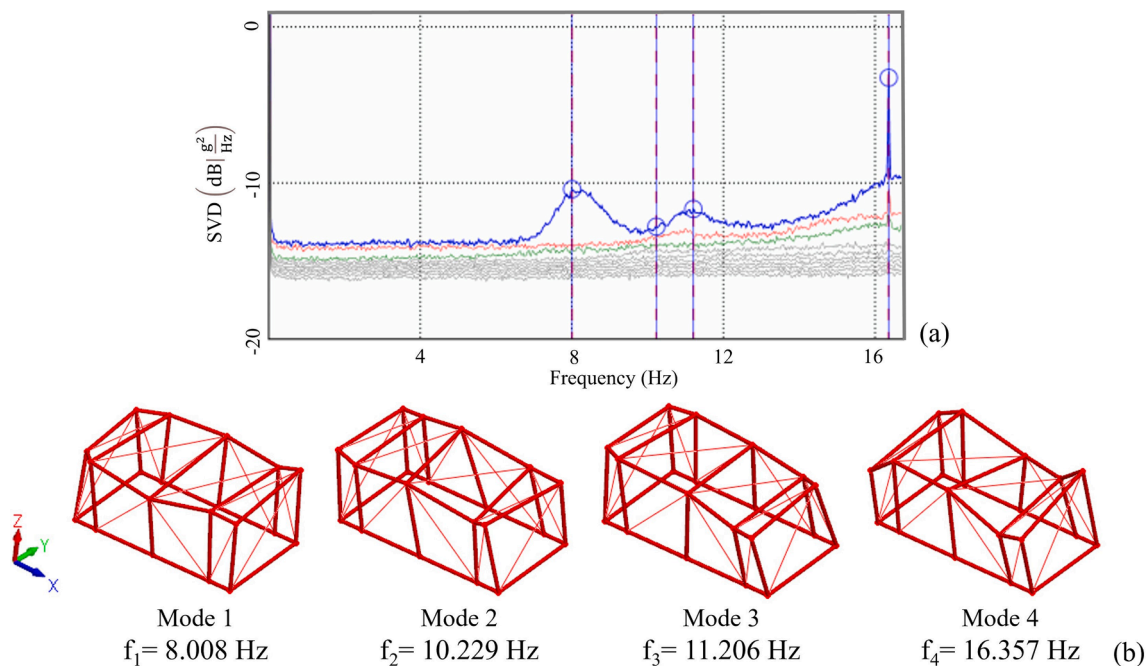 0
-10
-20
SVD (dB|g²/Hz)
4
8
12
16
Frequency (Hz)
(a)
Z
Y
X
Mode 1
Mode 2
Mode 3
Mode 4
f₁= 8.008 Hz
f₂= 10.229 Hz
f₃= 11.206 Hz
f₄= 16.357 Hz
(b)